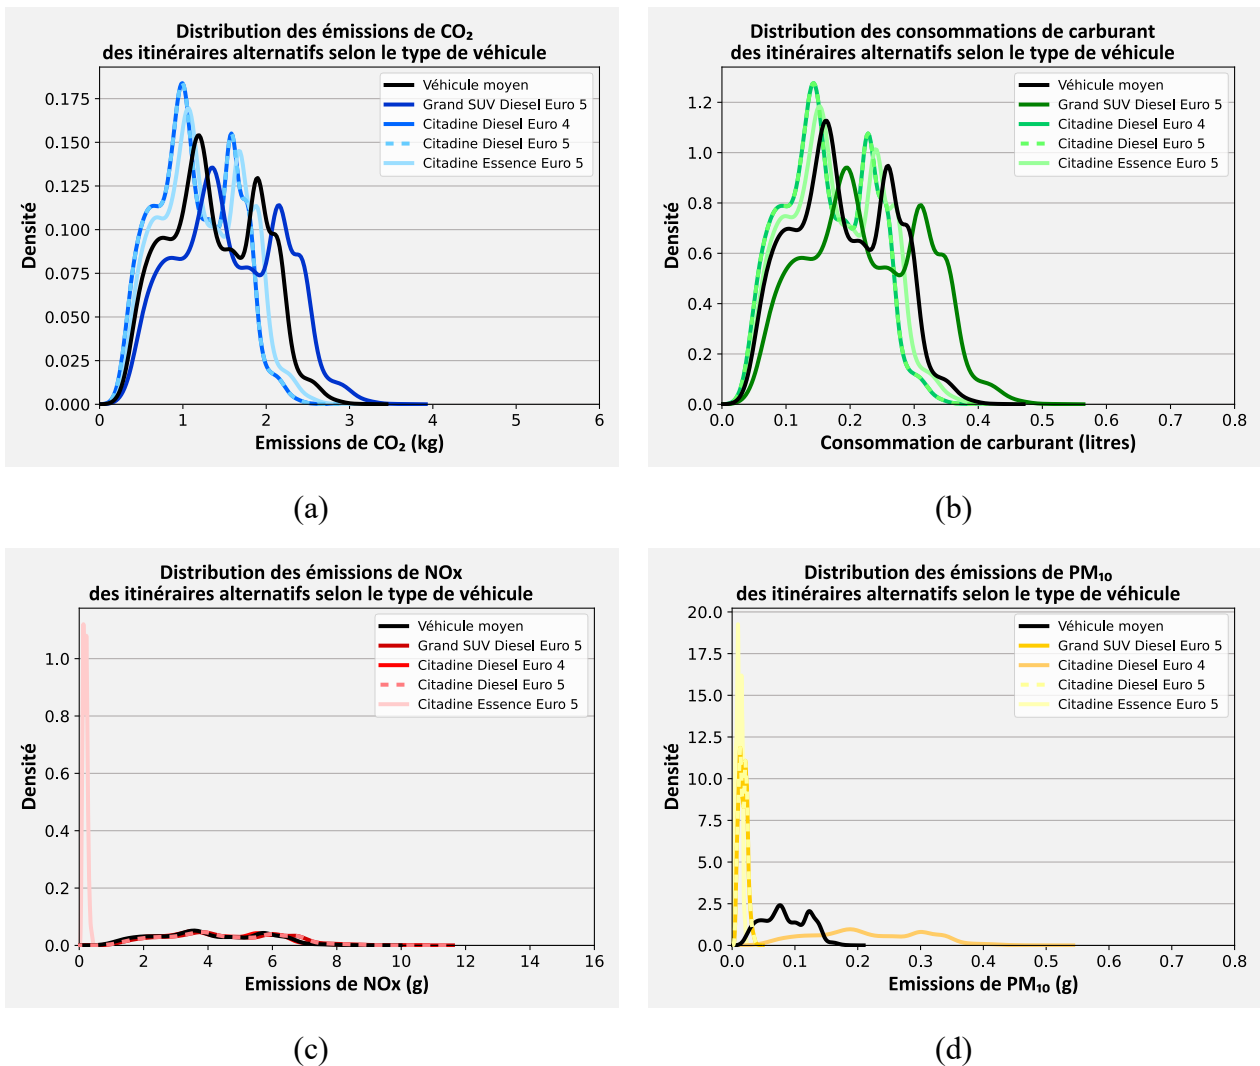 Distribution des émissions de CO₂
des itinéraires alternatifs selon le type de véhicule
Véhicule moyen
Grand SUV Diesel Euro 5
Citadine Diesel Euro 4
Citadine Diesel Euro 5
Citadine Essence Euro 5
Densité
0.175
0.150
0.125
0.100
0.075
0.050
0.025
0.000
0 1 2 3 4 5 6
Emissions de CO₂ (kg)
(a)
Distribution des consommations de carburant
des itinéraires alternatifs selon le type de véhicule
Véhicule moyen
Grand SUV Diesel Euro 5
Citadine Diesel Euro 4
Citadine Diesel Euro 5
Citadine Essence Euro 5
Densité
1.2
1.0
0.8
0.6
0.4
0.2
0.0
0.0 0.1 0.2 0.3 0.4 0.5 0.6 0.7 0.8
Consommation de carburant (litres)
(b)
Distribution des émissions de NOx
des itinéraires alternatifs selon le type de véhicule
Véhicule moyen
Grand SUV Diesel Euro 5
Citadine Diesel Euro 4
Citadine Diesel Euro 5
Citadine Essence Euro 5
Densité
1.0
0.8
0.6
0.4
0.2
0.0
0 2 4 6 8 10 12 14 16
Emissions de NOx (g)
(c)
Distribution des émissions de PM₁₀
des itinéraires alternatifs selon le type de véhicule
Véhicule moyen
Grand SUV Diesel Euro 5
Citadine Diesel Euro 4
Citadine Diesel Euro 5
Citadine Essence Euro 5
Densité
20.0
17.5
15.0
12.5
10.0
7.5
5.0
2.5
0.0
0.0 0.1 0.2 0.3 0.4 0.5 0.6 0.7 0.8
Emissions de PM₁₀ (g)
(d)